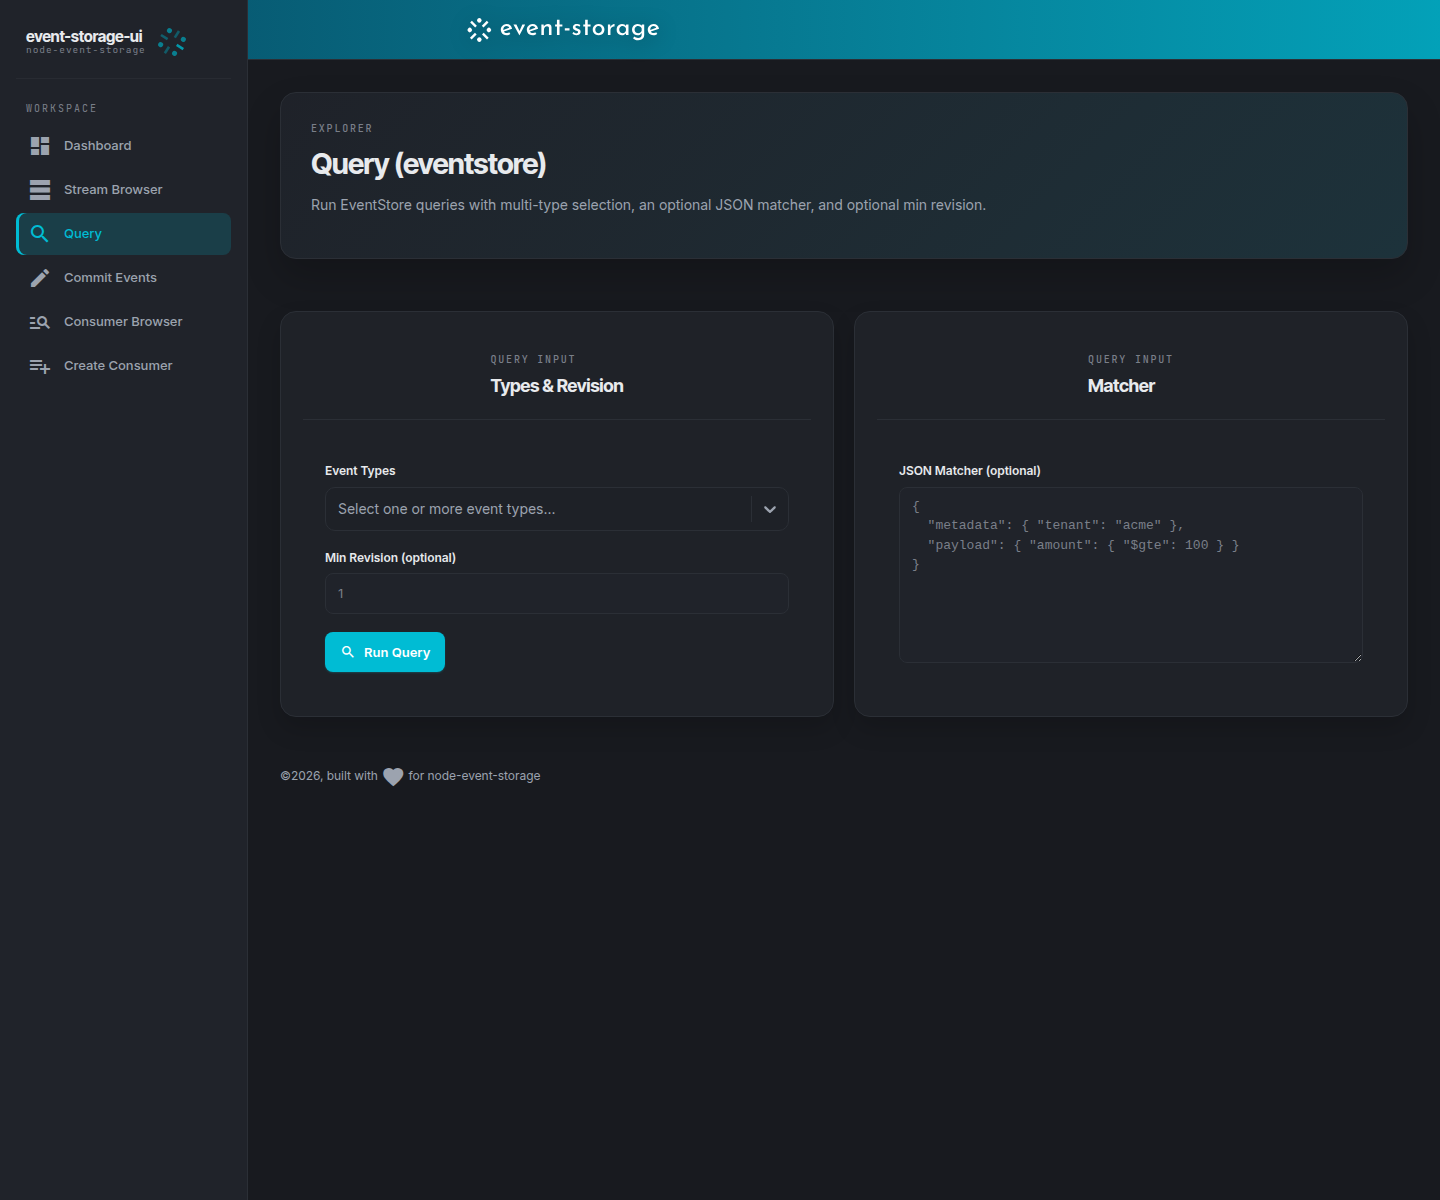 event-storage-ui
node-event-storage
WORKSPACE
Dashboard
Stream Browser
Query
Commit Events
Consumer Browser
Create Consumer
event-storage
EXPLORER
Query (eventstore)
Run EventStore queries with multi-type selection, an optional JSON matcher, and optional min revision.
QUERY INPUT
Types & Revision
Event Types
Select one or more event types...
Min Revision (optional)
1
Run Query
QUERY INPUT
Matcher
JSON Matcher (optional)
{
"metadata": { "tenant": "acme" },
"payload": { "amount": { "$gte": 100 } }
}
©2026, built with for node-event-storage